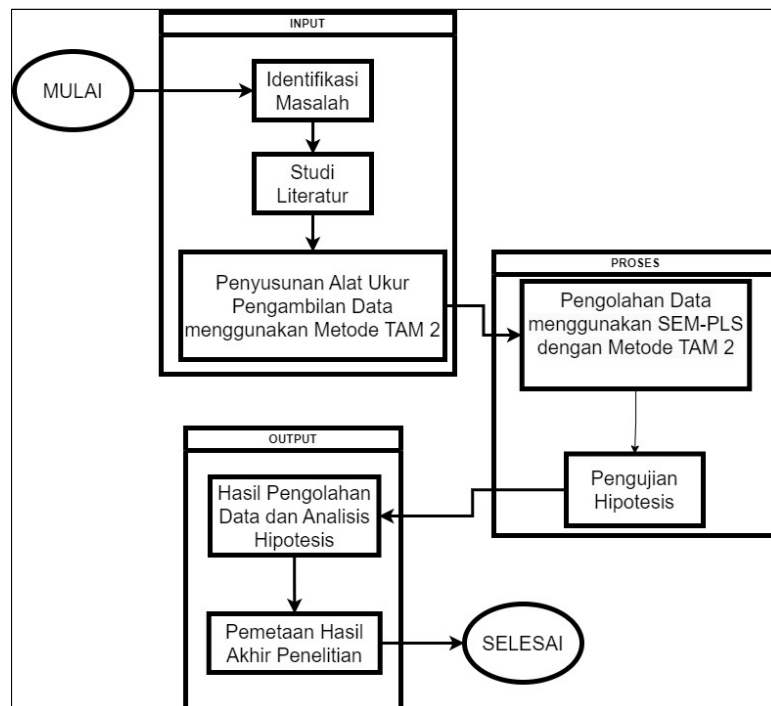 INPUT
MULAI
Identifikasi
Masalah
Studi
Literatur
Penyusunan Alat Ukur
Pengambilan Data
menggunakan Metode TAM 2
PROSES
Pengolahan Data
menggunakan SEM-PLS
dengan Metode TAM 2
Pengujian
Hipotesis
OUTPUT
Hasil Pengolahan
Data dan Analisis
Hipotesis
Pemetaan Hasil
Akhir Penelitian
SELESAI